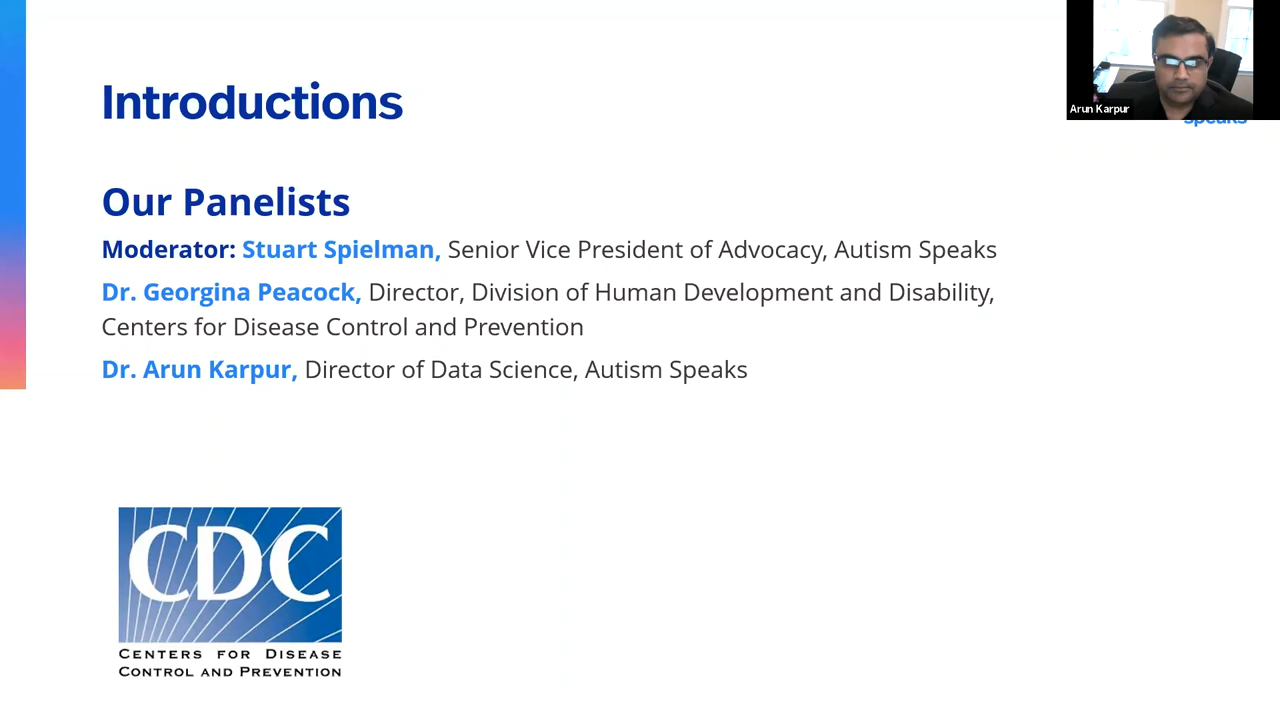 Introductions
Arun Karpur
speaks
Our Panelists
Moderator: Stuart Spielman, Senior Vice President of Advocacy, Autism Speaks
Dr. Georgina Peacock, Director, Division of Human Development and Disability,
Centers for Disease Control and Prevention
Dr. Arun Karpur, Director of Data Science, Autism Speaks
CDC
CENTERS FOR DISEASE
CONTROL AND PREVENTION